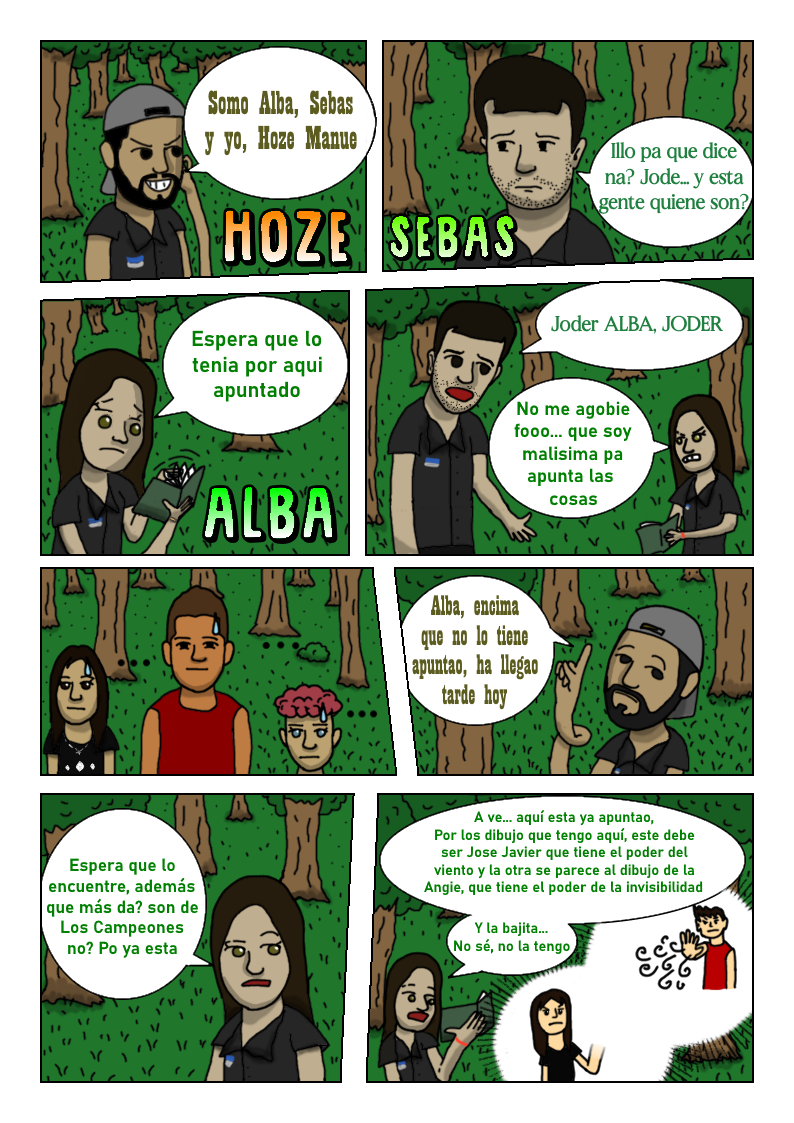 Somo Alba, Sebas
y yo, Hoze Manue
HOZE
Illo pa que dice
na? Jode... y esta
gente quiene son?
SEBAS
Espera que lo
tenia por aqui
apuntado
ALBA
Joder ALBA, JODER
No me agobie
fooo... que soy
malisima pa
apunta las
cosas
...
...
...
Alba, encima
que no lo tiene
apuntao, ha llegao
tarde hoy
Espera que lo
encuentre, además
que más da? son de
Los Campeones
no? Po ya esta
A ve... aquí esta ya apuntao,
Por los dibujo que tengo aquí, este debe
ser Jose Javier que tiene el poder del
viento y la otra se parece al dibujo de la
Angie, que tiene el poder de la invisibilidad
Y la bajita...
No sé, no la tengo